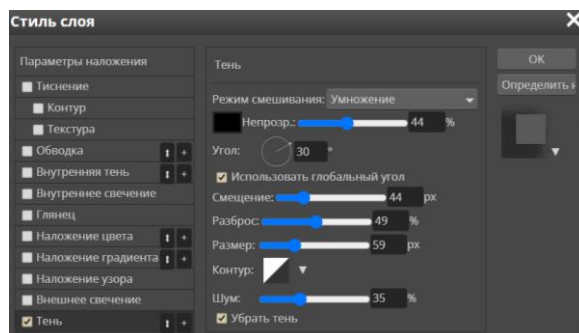 Стиль слоя
Параметры наложения
Тиснение
Контур
Текстура
Обводка
Внутренняя тень
Внутреннее свечение
Глянец
Наложение цвета
Наложение градиента
Наложение узора
Внешнее свечение
Тень
Тень
Режим смешивания: Умножение
Непрозр.: 44 %
Угол: 30 °
Использовать глобальный угол
Смещение: 44 px
Разброс: 49 %
Размер: 59 px
Контур:
Шум: 35 %
Убрать тень
OK
Определить н